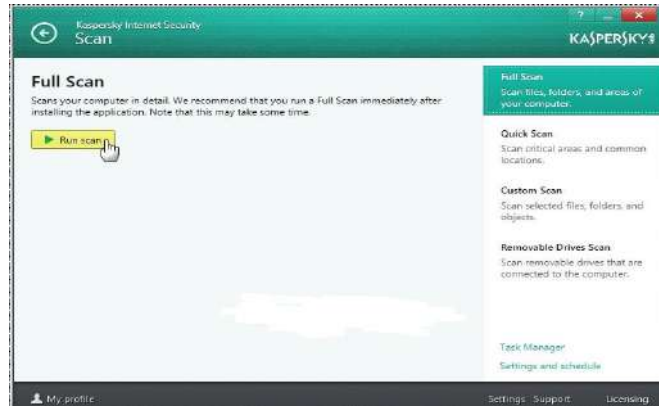 Kaspersky Internet Security
Scan
? _ x
KASPERSKY
Full Scan
Scans your computer in detail. We recommend that you run a Full Scan immediately after
installing the application. Note that this may take some time.
Run scan
Full Scan
Scan files, folders, and areas of
your computer.
Quick Scan
Scan critical areas and common
locations.
Custom Scan
Scan selected files, folders, and
objects.
Removable Drives Scan
Scan removable drives that are
connected to the computer.
Task Manager
Settings and schedule
My profile
Settings Support Licensing